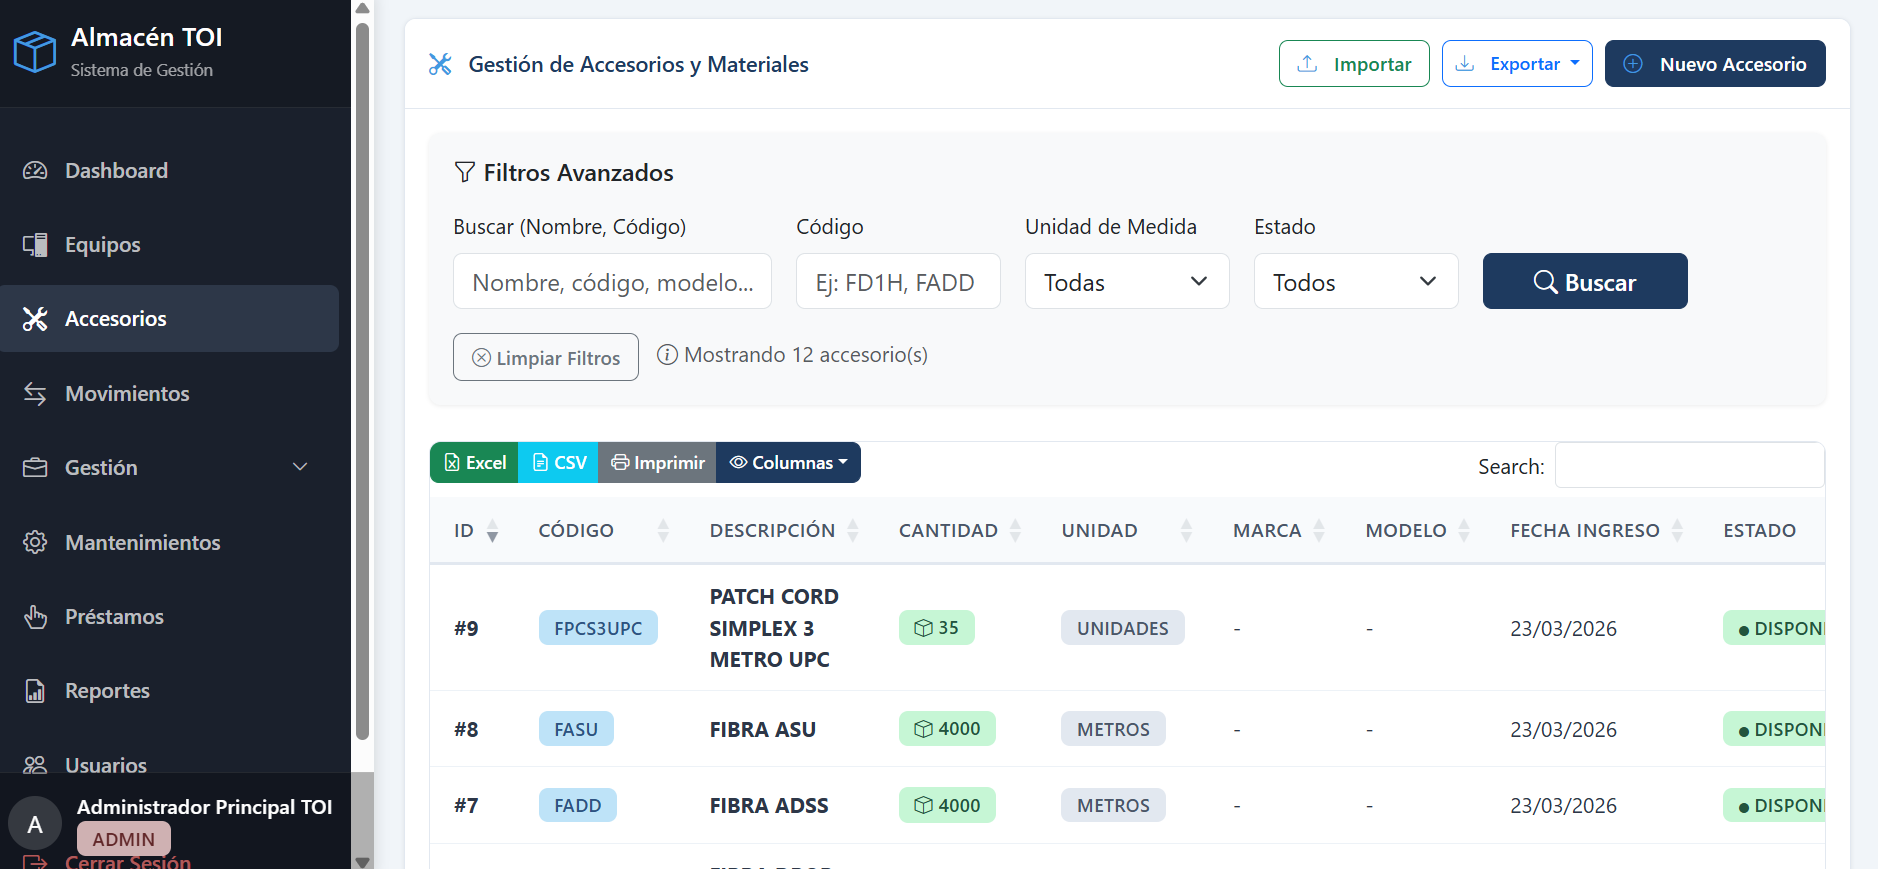 Almacén TOI
Sistema de Gestión
Dashboard
Equipos
Accesorios
Movimientos
Gestión
Mantenimientos
Préstamos
Reportes
Usuarios
A
Administrador Principal TOI
ADMIN
Cerrar Sesión
Gestión de Accesorios y Materiales
Importar
Exportar
Nuevo Accesorio
Filtros Avanzados
Buscar (Nombre, Código)
Código
Unidad de Medida
Estado
Nombre, código, modelo...
Ej: FD1H, FADD
Todas
Todos
Buscar
Limpiar Filtros
Mostrando 12 accesorio(s)
Excel
CSV
Imprimir
Columnas
Search:
ID CÓDIGO DESCRIPCIÓN CANTIDAD UNIDAD MARCA MODELO FECHA INGRESO ESTADO
#9 FPCS3UPC PATCH CORD SIMPLEX 3 METRO UPC 35 UNIDADES - - 23/03/2026 DISPONI
#8 FASU FIBRA ASU 4000 METROS - - 23/03/2026 DISPONI
#7 FADD FIBRA ADSS 4000 METROS - - 23/03/2026 DISPONI